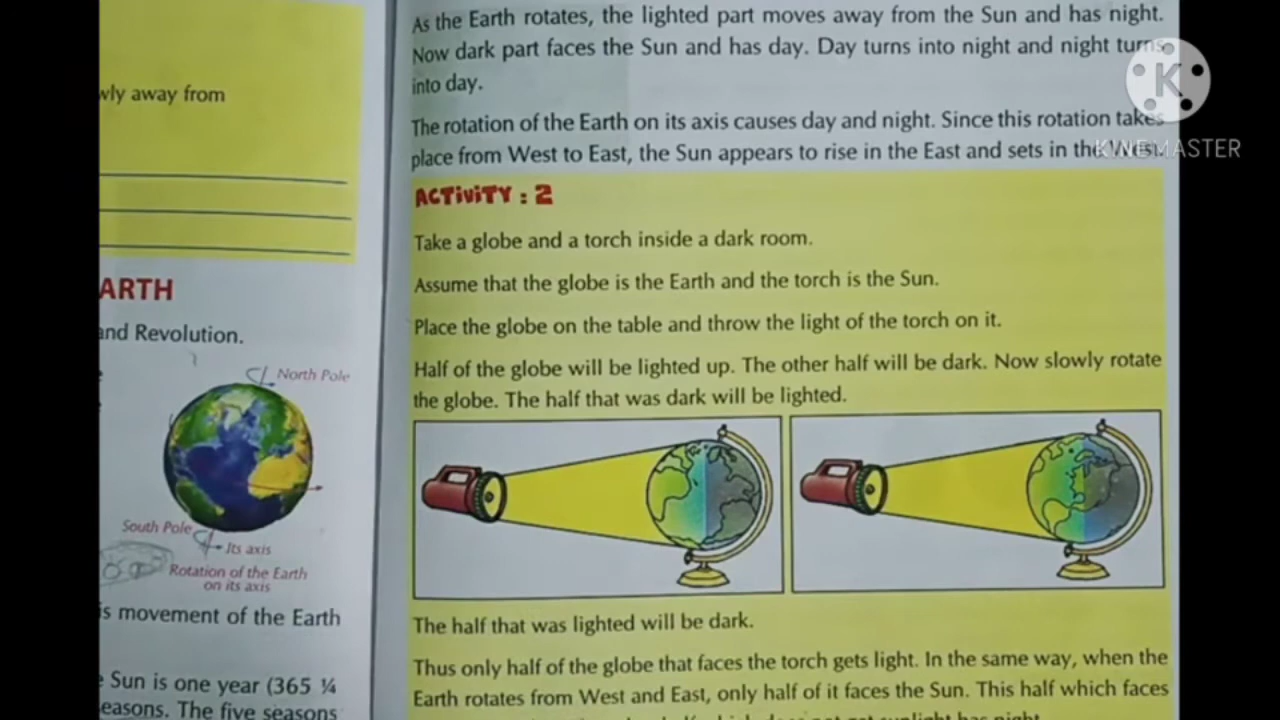 wly away from
ARTH
and Revolution.
North Pole
South Pole
Its axis
Rotation of the Earth
on its axis
is movement of the Earth
Sun is one year (365 ¼
easons. The five seasons
As the Earth rotates, the lighted part moves away from the Sun and has night.
Now dark part faces the Sun and has day. Day turns into night and night turns
into day.
The rotation of the Earth on its axis causes day and night. Since this rotation takes
place from West to East, the Sun appears to rise in the East and sets in the West.
ACTiviTY : 2
Take a globe and a torch inside a dark room.
Assume that the globe is the Earth and the torch is the Sun.
Place the globe on the table and throw the light of the torch on it.
Half of the globe will be lighted up. The other half will be dark. Now slowly rotate
the globe. The half that was dark will be lighted.
The half that was lighted will be dark.
Thus only half of the globe that faces the torch gets light. In the same way, when the
Earth rotates from West and East, only half of it faces the Sun. This half which faces
K
KINEMASTER